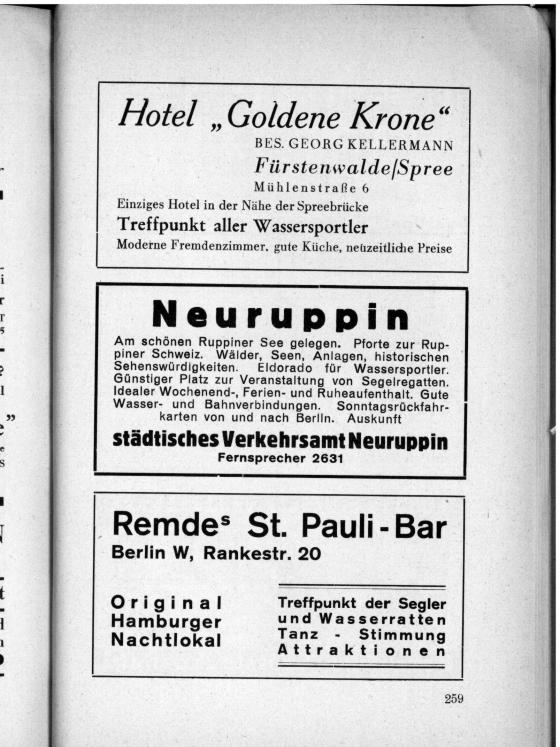 Hotel „Goldene Krone“
BES. GEORG KELLERMANN
Fürstenwalde/Spree
Mühlenstraße 6
Einziges Hotel in der Nähe der Spreebrücke
Treffpunkt aller Wassersportler
Moderne Fremdenzimmer, gute Küche, neuzeitliche Preise
Neuruppin
Am schönen Ruppiner See gelegen. Pforte zur Rup-
piner Schweiz. Wälder, Seen, Anlagen, historischen
Sehenswürdigkeiten. Eldorado für Wassersportler.
Günstiger Platz zur Veranstaltung von Segelregatten.
Idealer Wochenend-, Ferien- und Ruheaufenthalt. Gute
Wasser- und Bahnverbindungen. Sonntagsrückfahr-
karten von und nach Berlin. Auskunft
städtisches Verkehrsamt Neuruppin
Fernsprecher 2631
Remdes St. Pauli-Bar
Berlin W, Rankestr. 20
Original
Hamburger
Nachtlokal
Treffpunkt der Segler
und Wasserratten
Tanz - Stimmung
Attraktionen
259